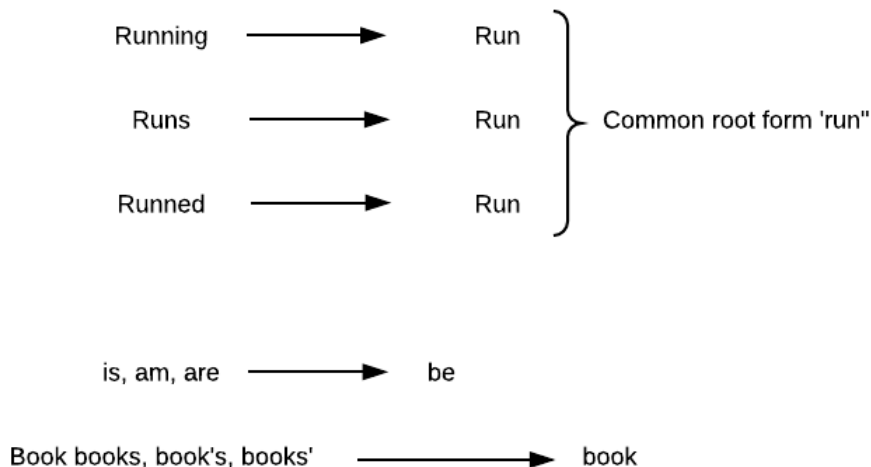 Running Run
Runs Run Common root form 'run"
Runned Run
is, am, are be
Book books, book's, books' book